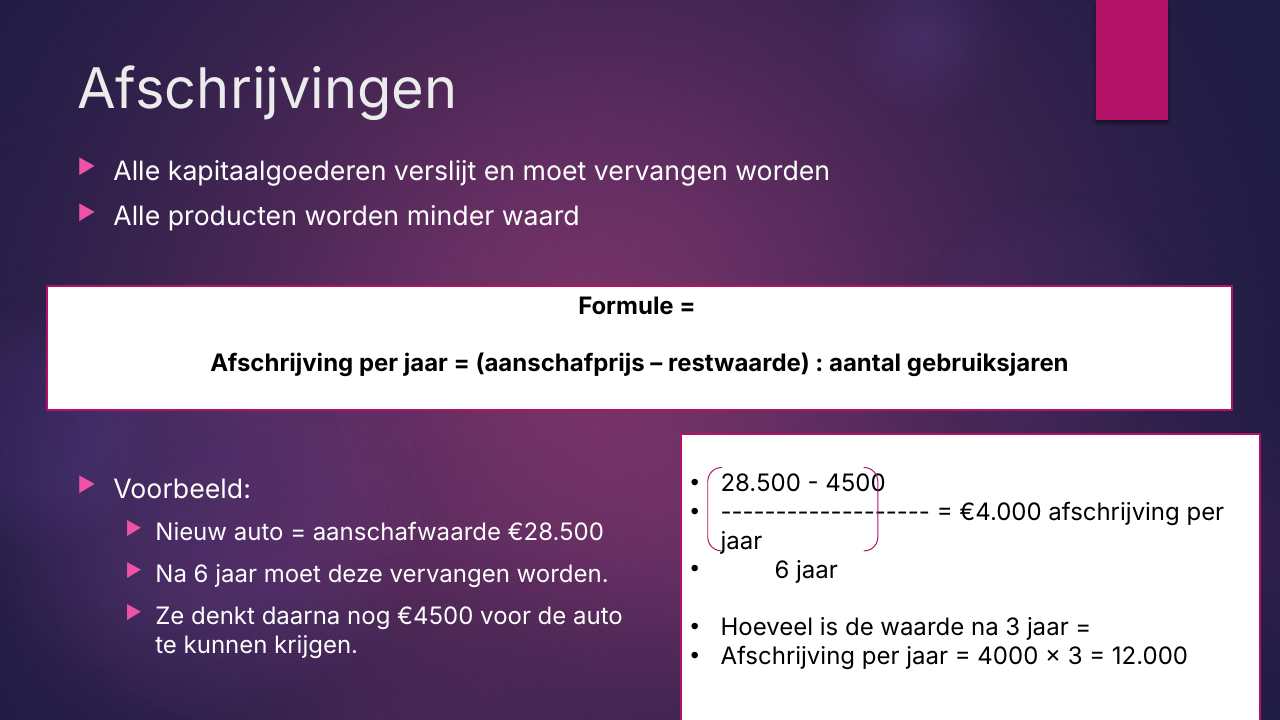 Afschrijvingen
Alle kapitaalgoederen verslijt en moet vervangen worden
Alle producten worden minder waard
Formule =
Afschrijving per jaar = (aanschafprijs – restwaarde) : aantal gebruiksjaren
Voorbeeld:
Nieuw auto = aanschafwaarde €28.500
Na 6 jaar moet deze vervangen worden.
Ze denkt daarna nog €4500 voor de auto
te kunnen krijgen.
• 28.500 - 4500
• ------------------- = €4.000 afschrijving per
jaar
• 6 jaar
• Hoeveel is de waarde na 3 jaar =
• Afschrijving per jaar = 4000 × 3 = 12.000